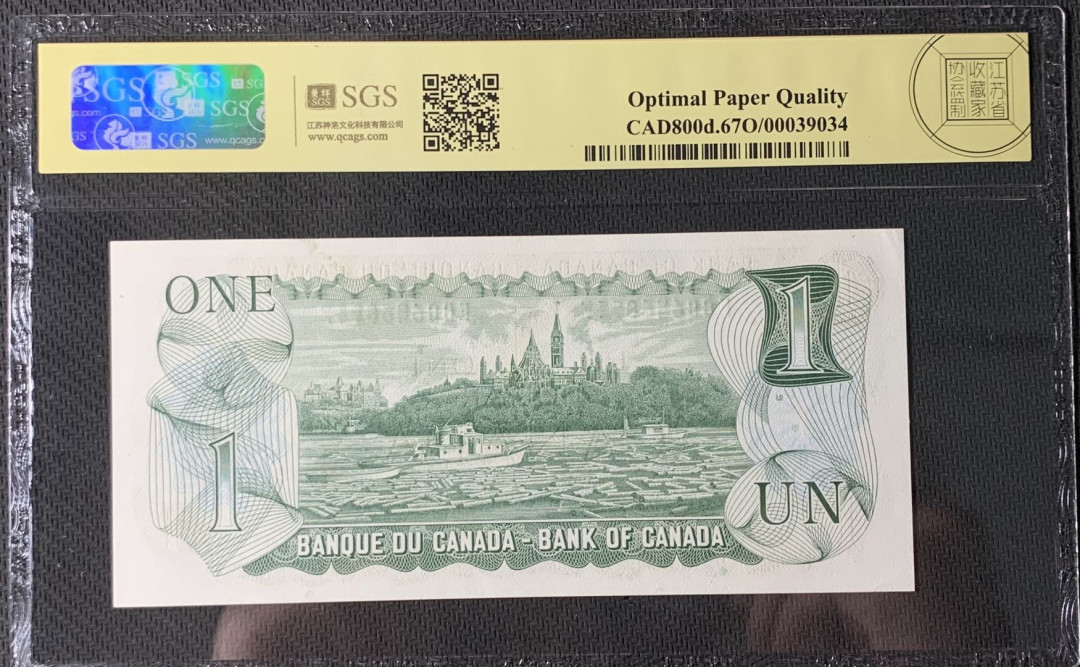 SGS
SGS
SGS
SGS
www.qcags.c
SGS
江苏神洛文化科技有限公司
www.qcags.com
Optimal Paper Quality
CAD800d.67O/00039034
江苏省
收藏家
协会监制
ONE
1
1
UN
BANQUE DU CANADA - BANK OF CANADA